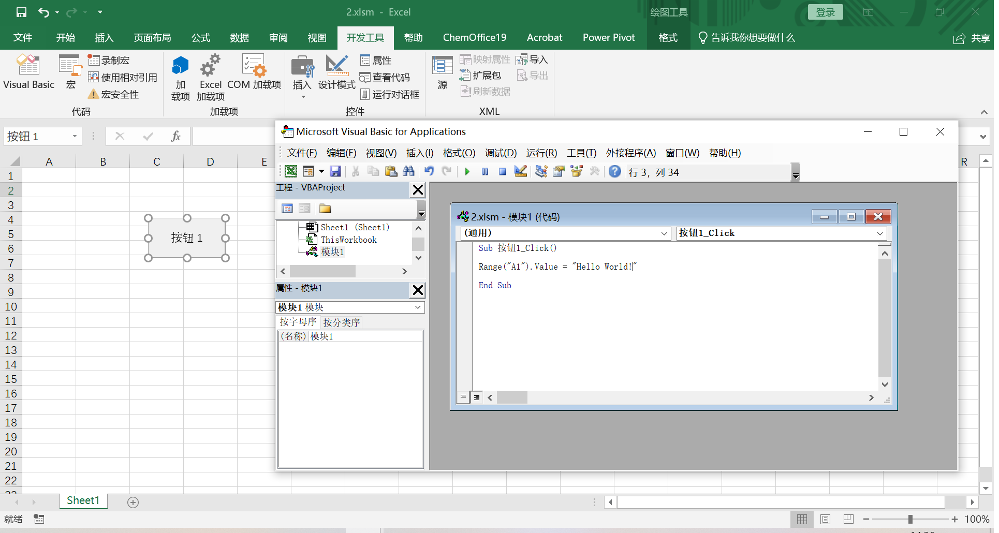 2.xlsm - Excel
绘图工具
登录
文件 开始 插入 页面布局 公式 数据 审阅 视图 开发工具 帮助 ChemOffice19 Acrobat Power Pivot 格式 告诉我你想要做什么 共享
Visual Basic
宏
录制宏
使用相对引用
宏安全性
代码
加
载项
Excel
加载项
COM 加载项
加载项
插入
设计模式
属性
查看代码
运行对话框
控件
源
映射属性
扩展包
刷新数据
导入
导出
XML
按钮 1
fx
A B C D E R
1
2
3
4
5
6
7
8
9
10
11
12
13
14
15
16
17
18
19
20
21
22
按钮 1
Microsoft Visual Basic for Applications
文件(F) 编辑(E) 视图(V) 插入(I) 格式(O) 调试(D) 运行(R) 工具(T) 外接程序(A) 窗口(W) 帮助(H)
行 3，列 34
工程 - VBAProject
Sheet1 (Sheet1)
ThisWorkbook
模块1
属性 - 模块1
模块1 模块
按字母序 按分类序
(名称) 模块1
2.xlsm - 模块1 (代码)
(通用) 按钮1_Click
Sub 按钮1_Click()
Range("A1").Value = "Hello World!"
End Sub
Sheet1
就绪
100%